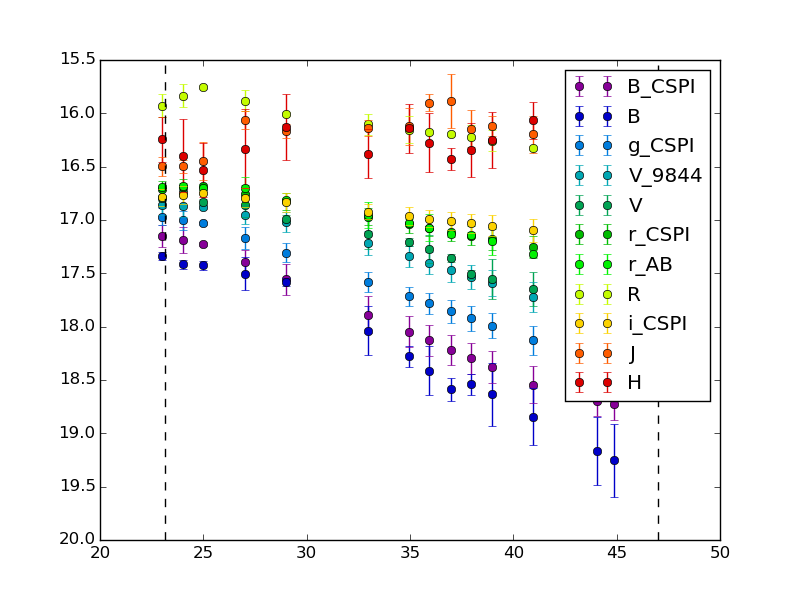 15.5
16.0
16.5
17.0
17.5
18.0
18.5
19.0
19.5
20.0
20 25 30 35 40 45 50
B_CSPI
B
g_CSPI
V_9844
V
r_CSPI
r_AB
R
i_CSPI
J
H